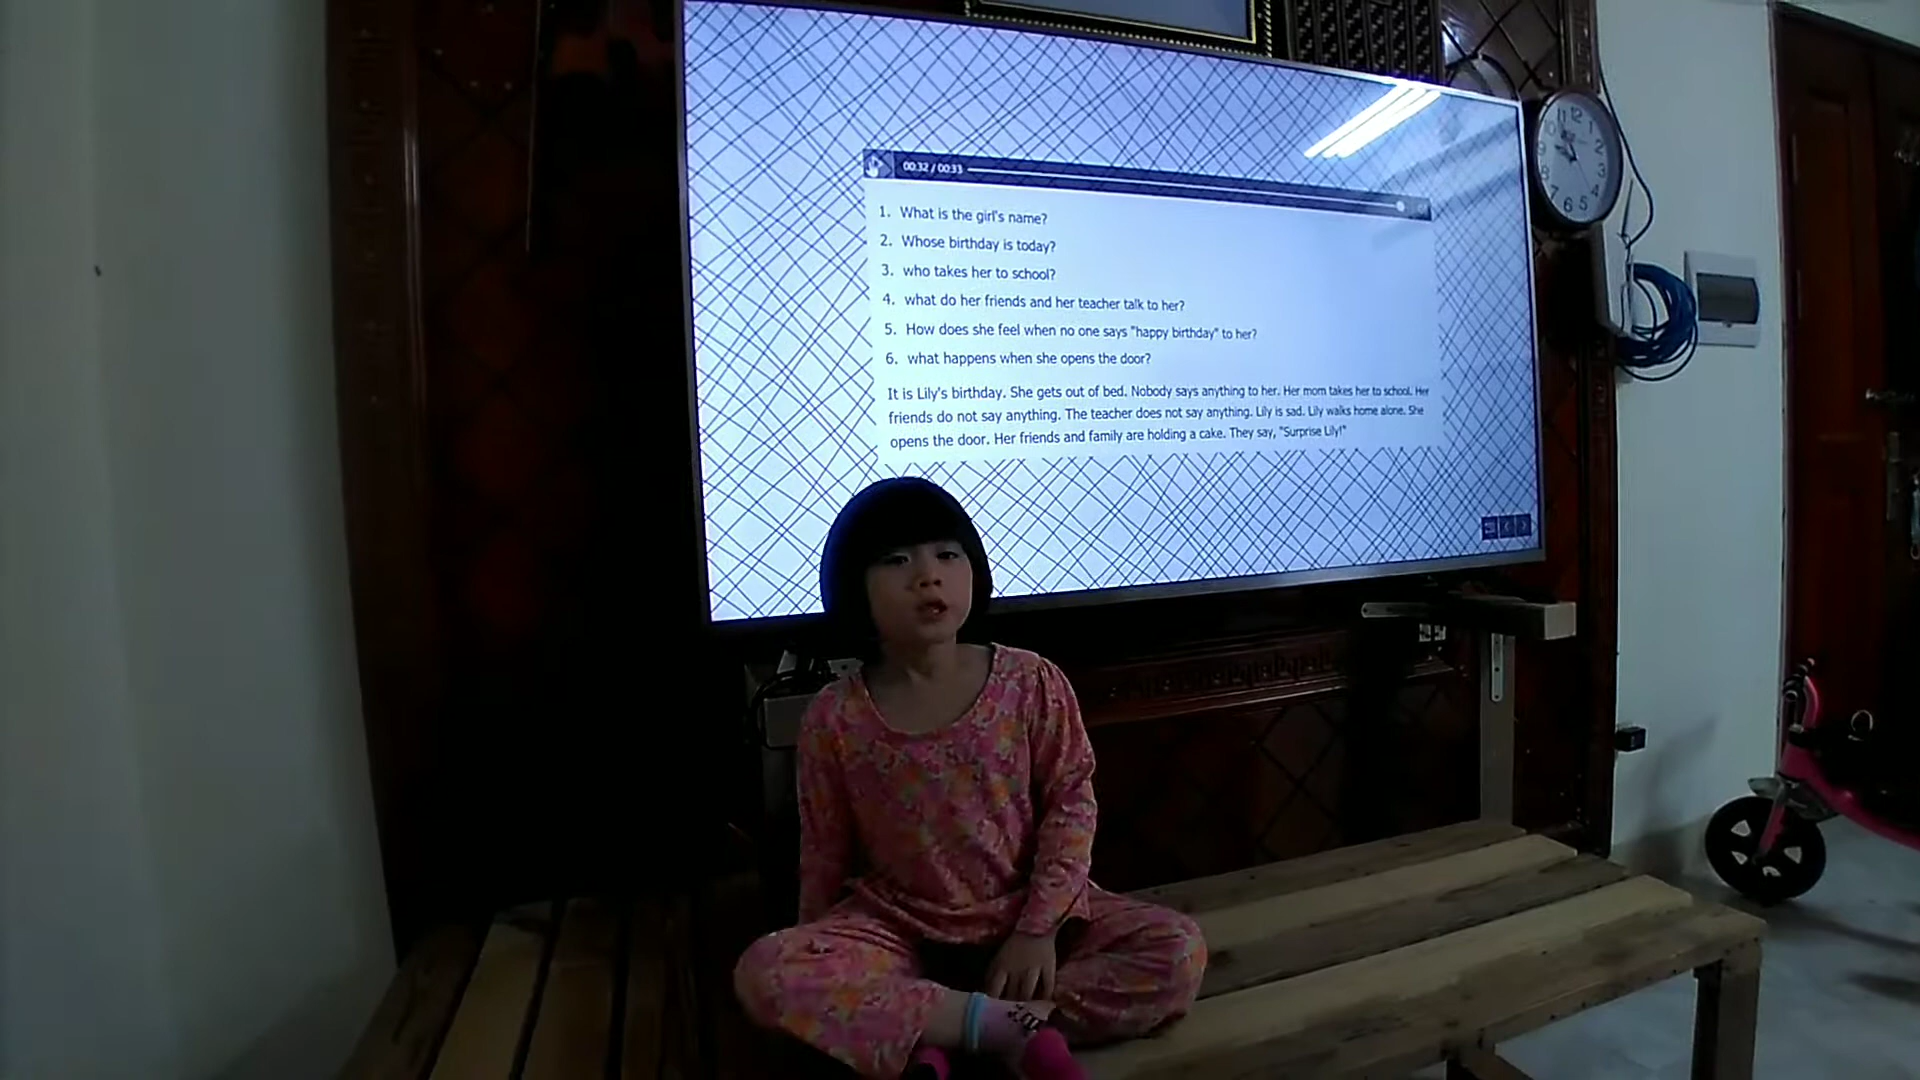 00:32 / 00:33
1. What is the girl's name?
2. Whose birthday is today?
3. who takes her to school?
4. what do her friends and her teacher talk to her?
5. How does she feel when no one says "happy birthday" to her?
6. what happens when she opens the door?
It is Lily's birthday. She gets out of bed. Nobody says anything to her. Her mom takes her to school. Her
friends do not say anything. The teacher does not say anything. Lily is sad. Lily walks home alone. She
opens the door. Her friends and family are holding a cake. They say, "Surprise Lily!"